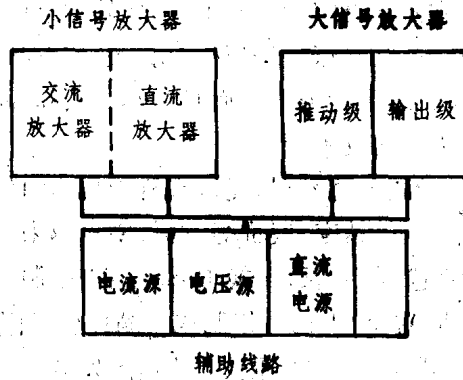 小信号放大器
大信号放大器
交流
放大器
直流
放大器
推动级
输出级
电流源
电压源
直流
电源
辅助线路